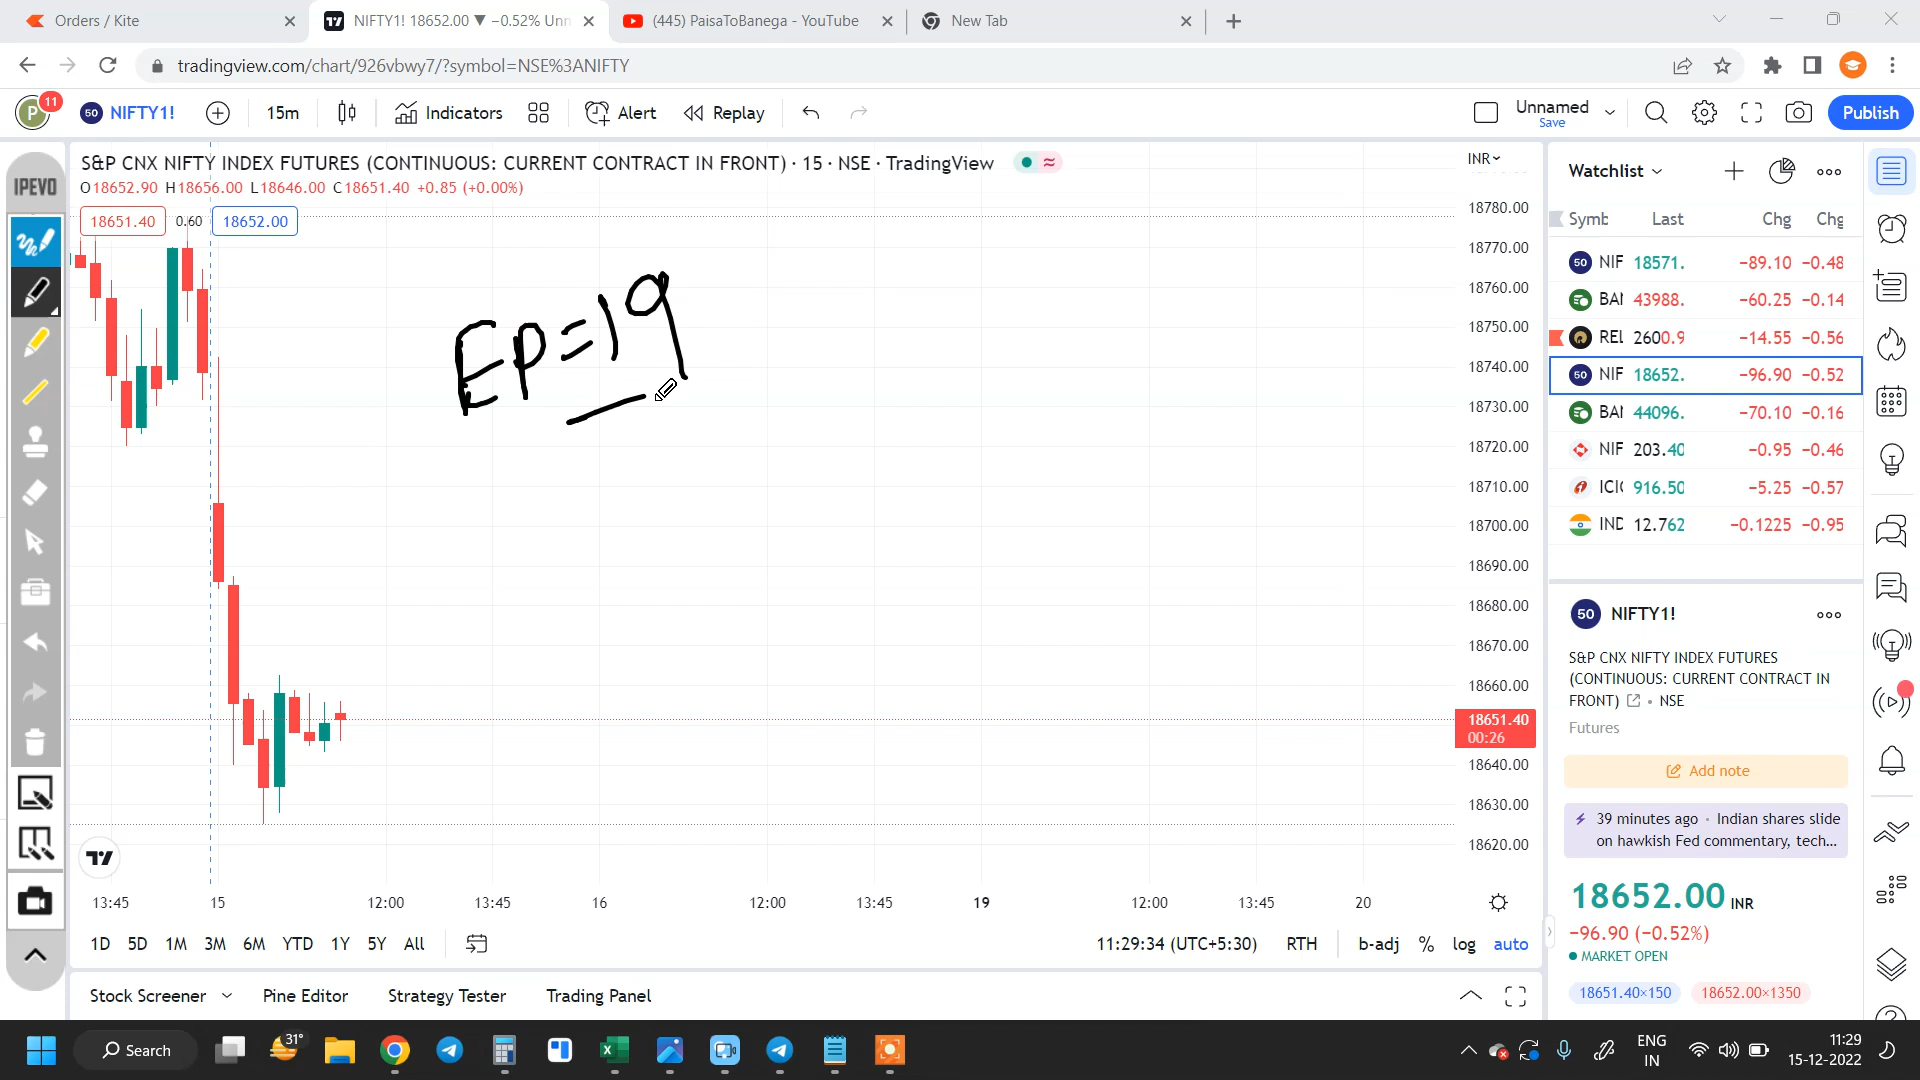 Orders / Kite
NIFTY1! 18652.00 ▼ −0.52% Unn
(445) PaisaToBanega - YouTube
New Tab
tradingview.com/chart/926vbwy7/?symbol=NSE%3ANIFTY
P 11
50 NIFTY1!
15m
Indicators
Alert
Replay
Unnamed
Save
Publish
IPEVO
S&P CNX NIFTY INDEX FUTURES (CONTINUOUS: CURRENT CONTRACT IN FRONT) · 15 · NSE · TradingView
O18652.90 H18656.00 L18646.00 C18651.40 +0.85 (+0.00%)
18651.40 0.60 18652.00
EP=19
INR
18780.00
18770.00
18760.00
18750.00
18740.00
18730.00
18720.00
18710.00
18700.00
18690.00
18680.00
18670.00
18660.00
18651.40
00:26
18640.00
18630.00
18620.00
13:45 15 12:00 13:45 16 12:00 13:45 19 12:00 13:45 20
1D 5D 1M 3M 6M YTD 1Y 5Y All
11:29:34 (UTC+5:30) RTH b-adj % log auto
Stock Screener Pine Editor Strategy Tester Trading Panel
Watchlist
Symb Last Chg Chg
50 NIF 18571. −89.10 −0.48
BAI 43988. −60.25 −0.14
REL 2600.9 −14.55 −0.56
50 NIF 18652. −96.90 −0.52
BAI 44096. −70.10 −0.16
NIF 203.40 −0.95 −0.46
ICI 916.50 −5.25 −0.57
IND 12.762 −0.1225 −0.95
50 NIFTY1!
S&P CNX NIFTY INDEX FUTURES
(CONTINUOUS: CURRENT CONTRACT IN
FRONT) • NSE
Futures
Add note
39 minutes ago · Indian shares slide
on hawkish Fed commentary, tech...
18652.00 INR
−96.90 (−0.52%)
MARKET OPEN
18651.40×150 18652.00×1350
Search
31°
ENG
IN
11:29
15-12-2022